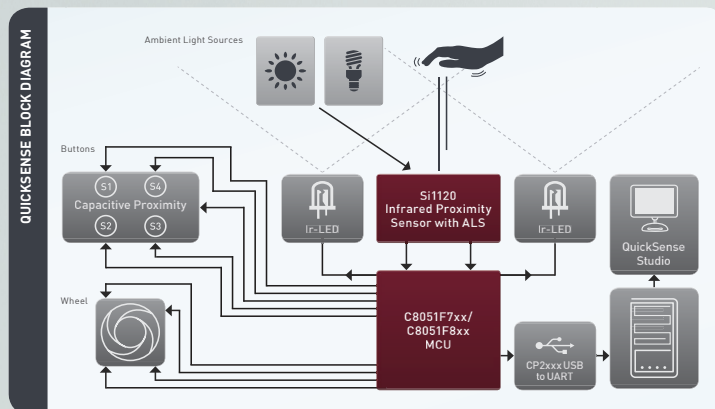 QUICKSENSE BLOCK DIAGRAM
Ambient Light Sources
Buttons
S1
S4
Capacitive Proximity
S2
S3
Ir-LED
Si1120
Infrared Proximity
Sensor with ALS
Ir-LED
QuickSense
Studio
Wheel
C8051F7xx/
C8051F8xx
MCU
CP2xxx USB
to UART